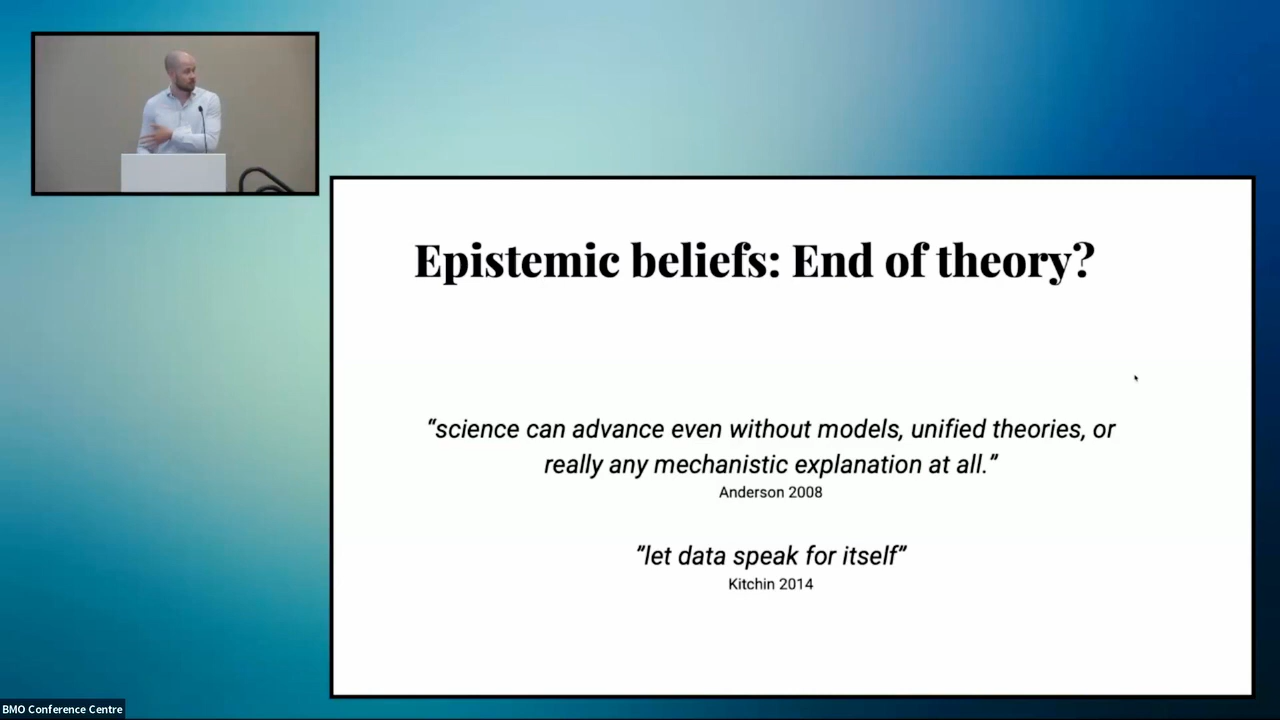 Epistemic beliefs: End of theory?
“science can advance even without models, unified theories, or
really any mechanistic explanation at all.”
Anderson 2008
”let data speak for itself”
Kitchin 2014
BMO Conference Centre